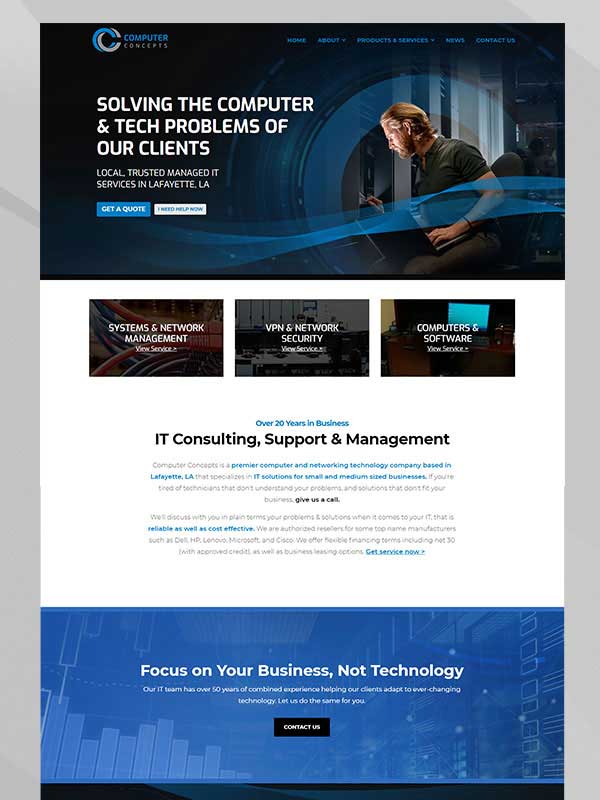 COMPUTER
CONCEPTS
HOME ABOUT PRODUCTS & SERVICES NEWS CONTACT US
SOLVING THE COMPUTER
& TECH PROBLEMS OF
OUR CLIENTS
LOCAL, TRUSTED MANAGED IT
SERVICES IN LAFAYETTE, LA
GET A QUOTE I NEED HELP NOW
SYSTEMS & NETWORK
MANAGEMENT
View Service >
VPN & NETWORK
SECURITY
View Service >
COMPUTERS &
SOFTWARE
View Service >
Over 20 Years in Business
IT Consulting, Support & Management
Computer Concepts is a premier computer and networking technology company based in
Lafayette, LA that specializes in IT solutions for small and medium sized businesses. If you're
tired of technicians that don't understand your problems, and solutions that don't fit your
business, give us a call.
We'll discuss with you in plain terms your problems & solutions when it comes to your IT, that is
reliable as well as cost effective. We are authorized resellers for some top name manufacturers
such as Dell, HP, Lenovo, Microsoft, and Cisco. We offer flexible financing terms including net 30
(with approved credit), as well as business leasing options. Get service now >
Focus on Your Business, Not Technology
Our IT team has over 50 years of combined experience helping our clients adapt to ever-changing
technology. Let us do the same for you.
CONTACT US